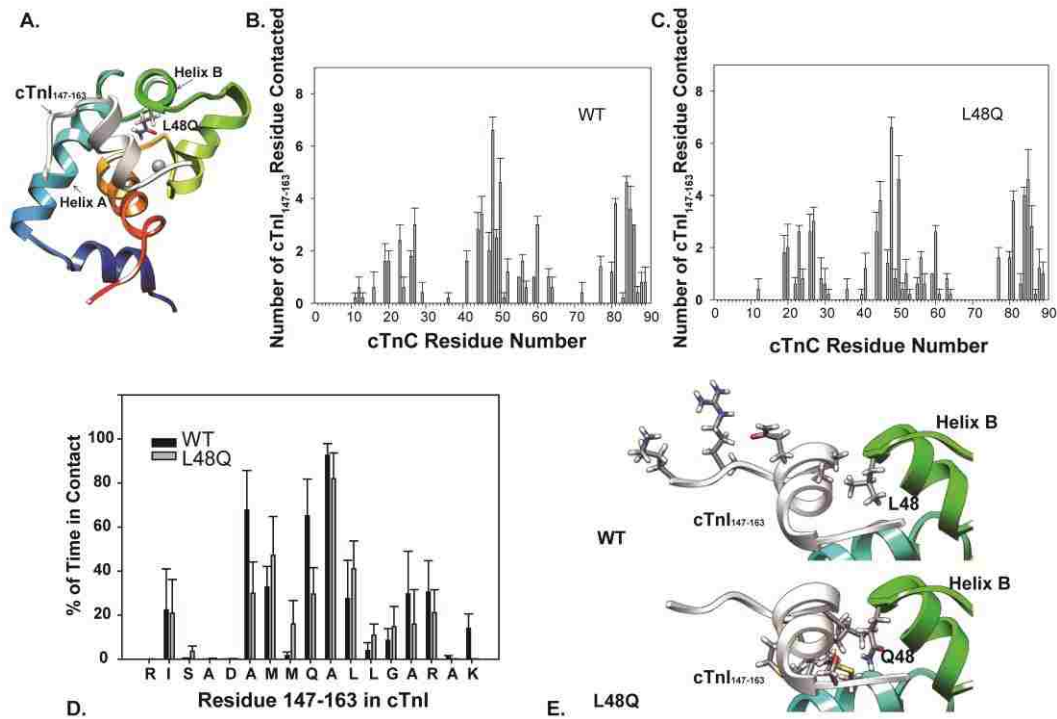 A.
Helix B
cTnI147-163
L48Q
Helix A
B.
Number of cTnI147-163Residue Contacted
8
6
4
2
0
WT
0 10 20 30 40 50 60 70 80 90
cTnC Residue Number
C.
Number of cTnI147-163Residue Contacted
8
6
4
2
0
L48Q
0 10 20 30 40 50 60 70 80 90
cTnC Residue Number
% of Time in Contact
100
80
60
40
20
0
WT
L48Q
R I S A D A M M Q A L L G A R A K
Residue 147-163 in cTnI
D.
Helix B
L48
cTnI147-163
WT
Helix B
Q48
cTnI147-163
L48Q
E.